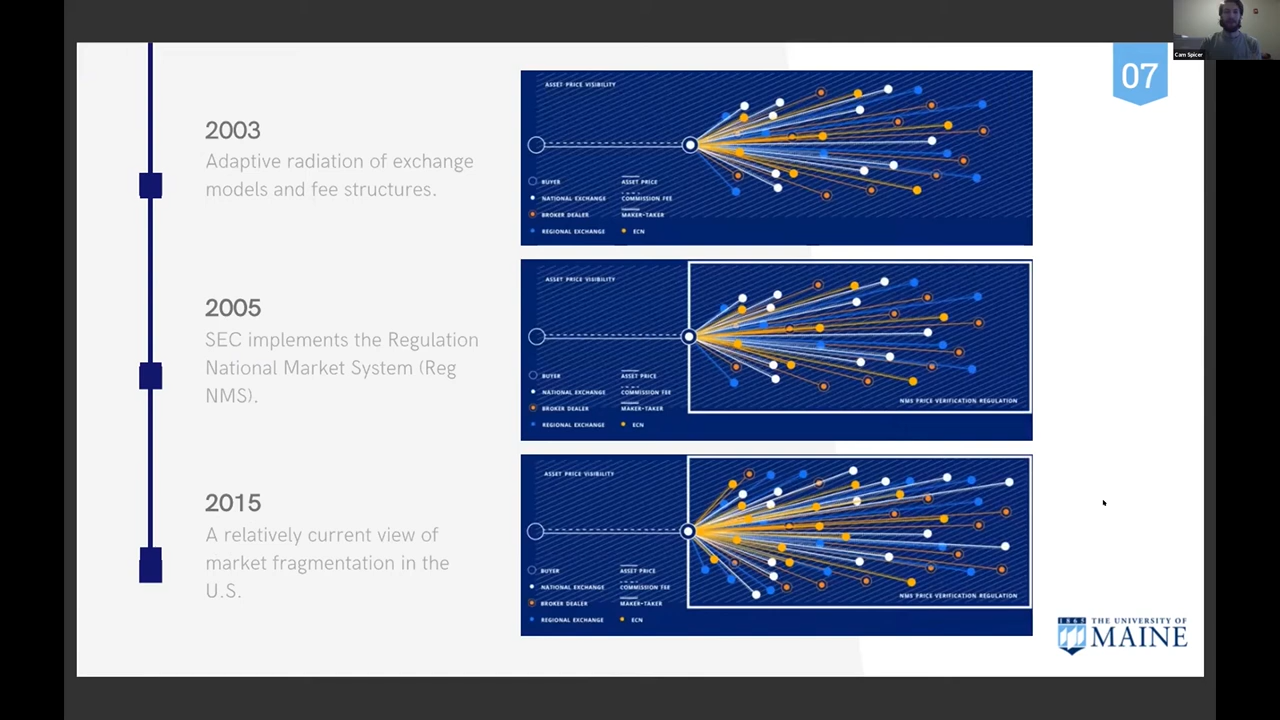 Cam Spicer
07
2003
Adaptive radiation of exchange
models and fee structures.
ASSET PRICE VISIBILITY
BUYER
ASSET PRICE
NATIONAL EXCHANGE
COMMISSION FEE
BROKER DEALER
MAKER-TAKER
REGIONAL EXCHANGE
ECN
2005
SEC implements the Regulation
National Market System (Reg
NMS).
ASSET PRICE VISIBILITY
BUYER
ASSET PRICE
NATIONAL EXCHANGE
COMMISSION FEE
BROKER DEALER
MAKER-TAKER
REGIONAL EXCHANGE
ECN
NMS PRICE VERIFICATION REGULATION
2015
A relatively current view of
market fragmentation in the
U.S.
ASSET PRICE VISIBILITY
BUYER
ASSET PRICE
NATIONAL EXCHANGE
COMMISSION FEE
BROKER DEALER
MAKER-TAKER
REGIONAL EXCHANGE
ECN
NMS PRICE VERIFICATION REGULATION
1865
THE UNIVERSITY OF
MAINE